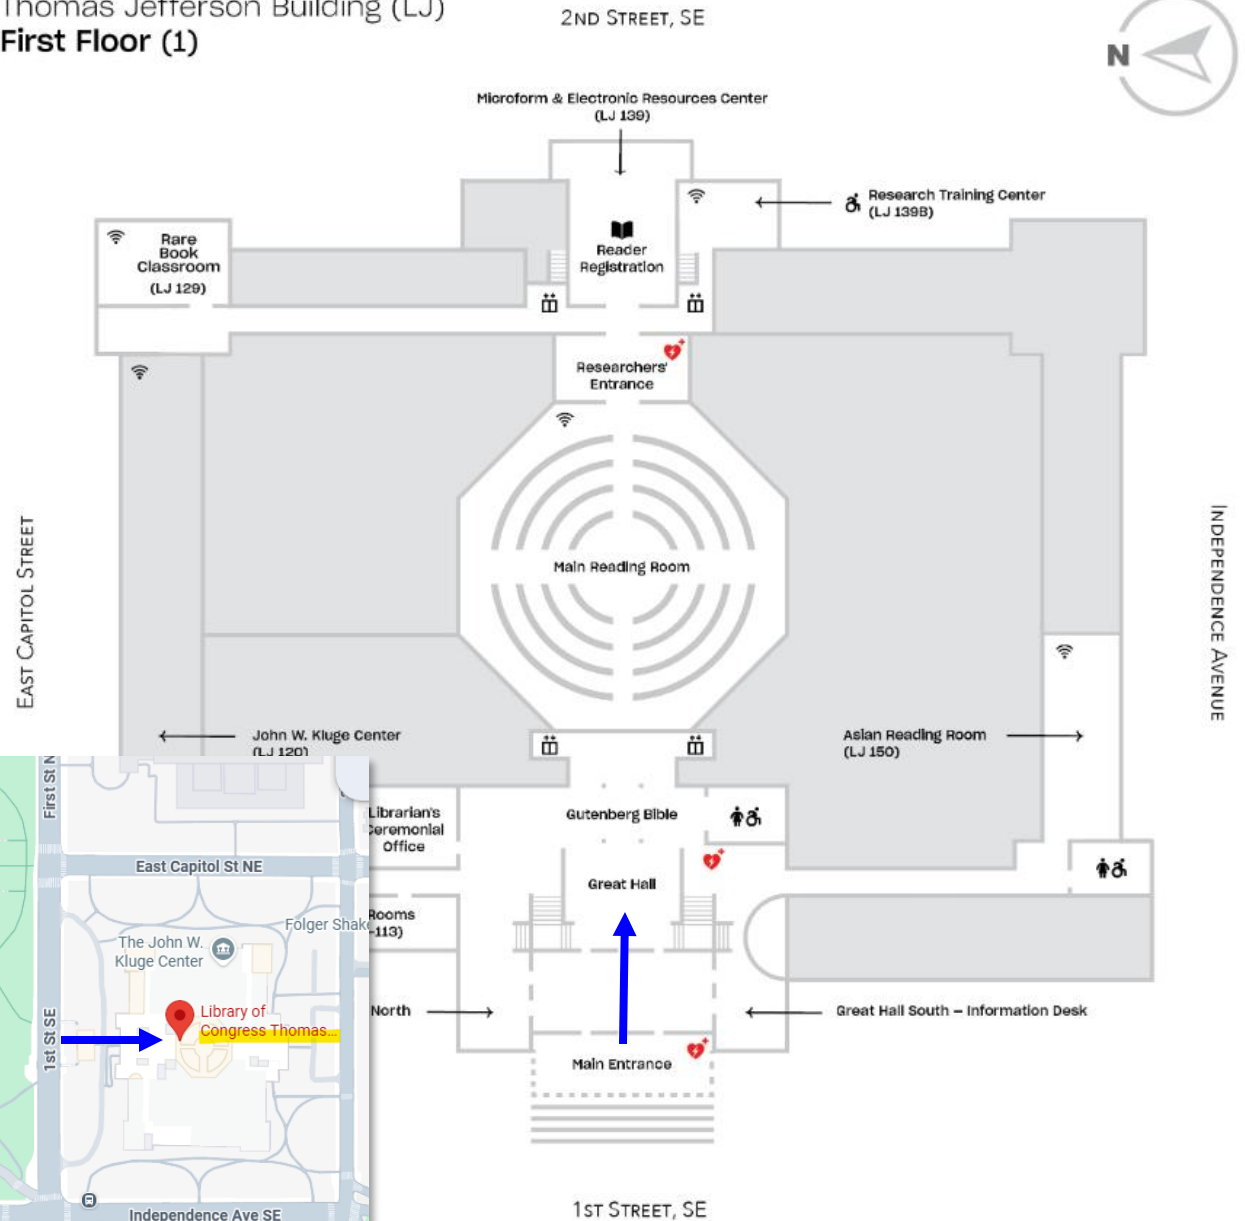 Thomas Jefferson Building (LJ)
First Floor (1)
2ND STREET, SE
N
Microform & Electronic Resources Center
(LJ 139)
Research Training Center
(LJ 139B)
Reader
Registration
Rare
Book
Classroom
(LJ 129)
Researchers'
Entrance
Main Reading Room
EAST CAPITOL STREET
INDEPENDENCE AVENUE
John W. Kluge Center
(LJ 120)
Asian Reading Room
(LJ 150)
Librarian's
Ceremonial
Office
Gutenberg Bible
Great Hall
Rooms
-113)
North
Great Hall South – Information Desk
Main Entrance
1ST STREET, SE
First St N
East Capitol St NE
Folger Shak
The John W.
Kluge Center
Library of
Congress Thomas...
1st St SE
Independence Ave SE